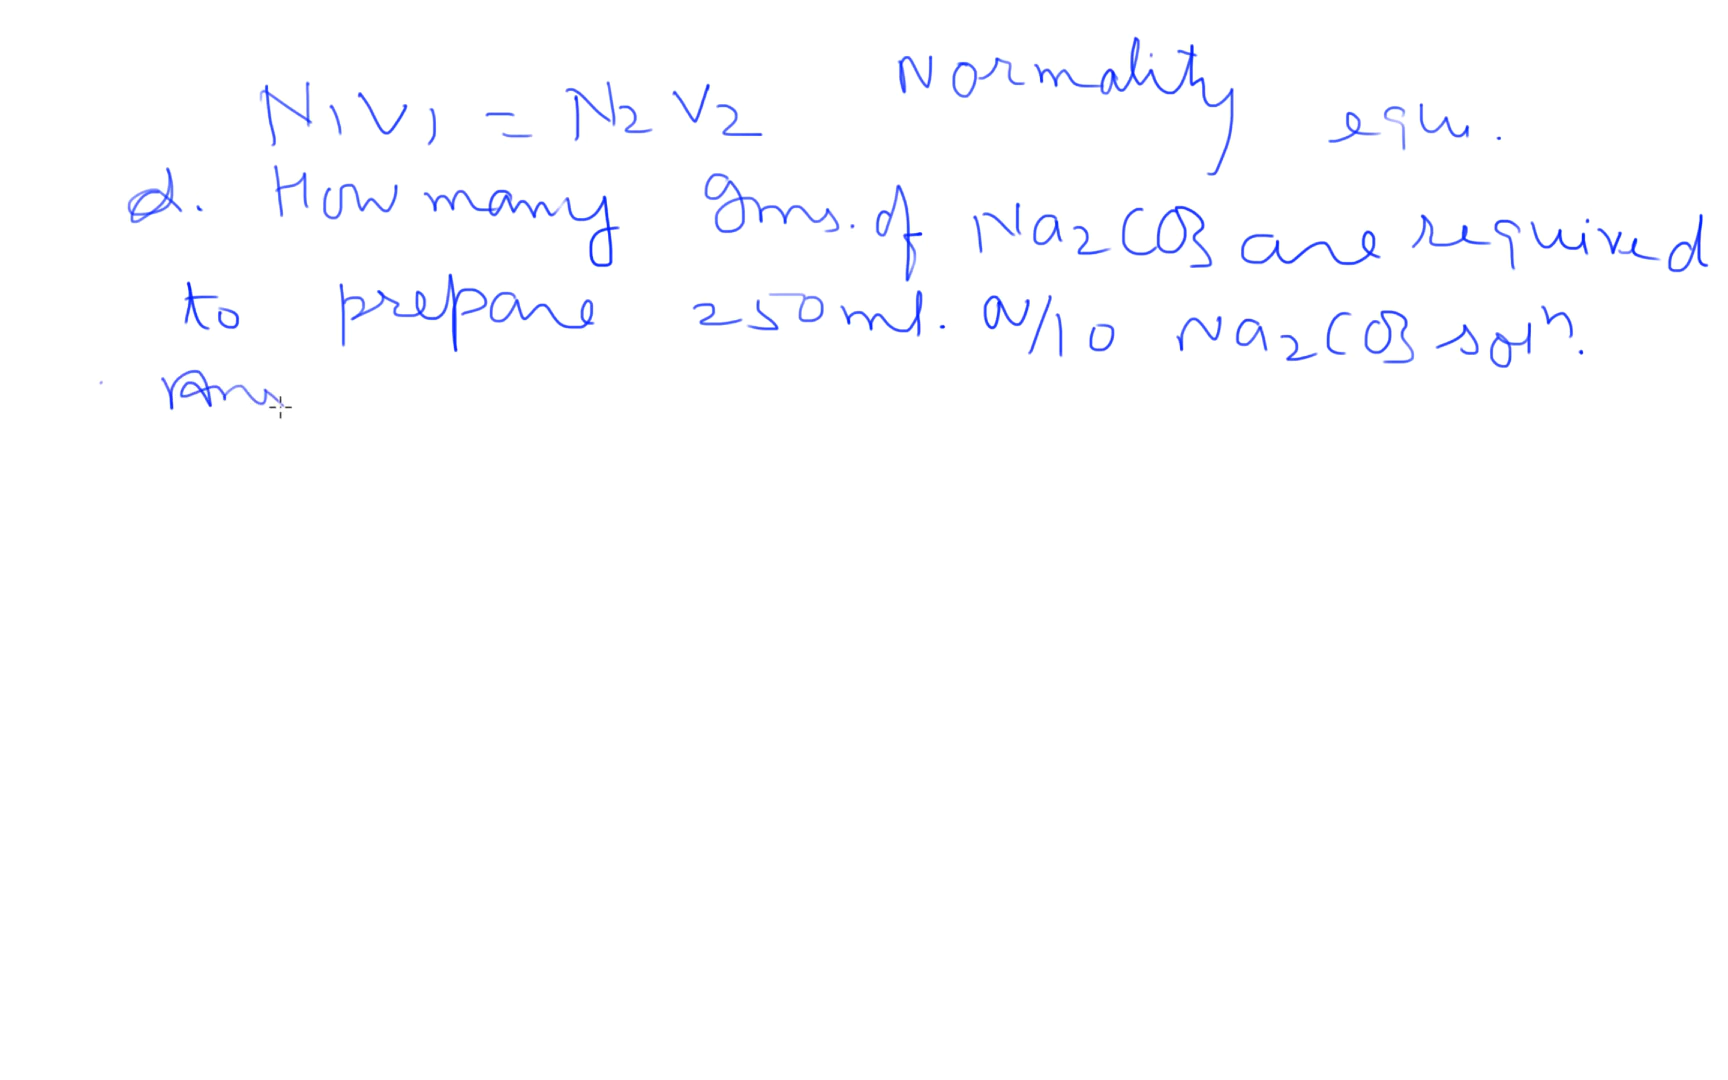 Normality equ.
N1V1 = N2V2
Q. How many gms. of Na2CO3 are required
to prepare 250 ml. N/10 Na2CO3 solⁿ.
Ans